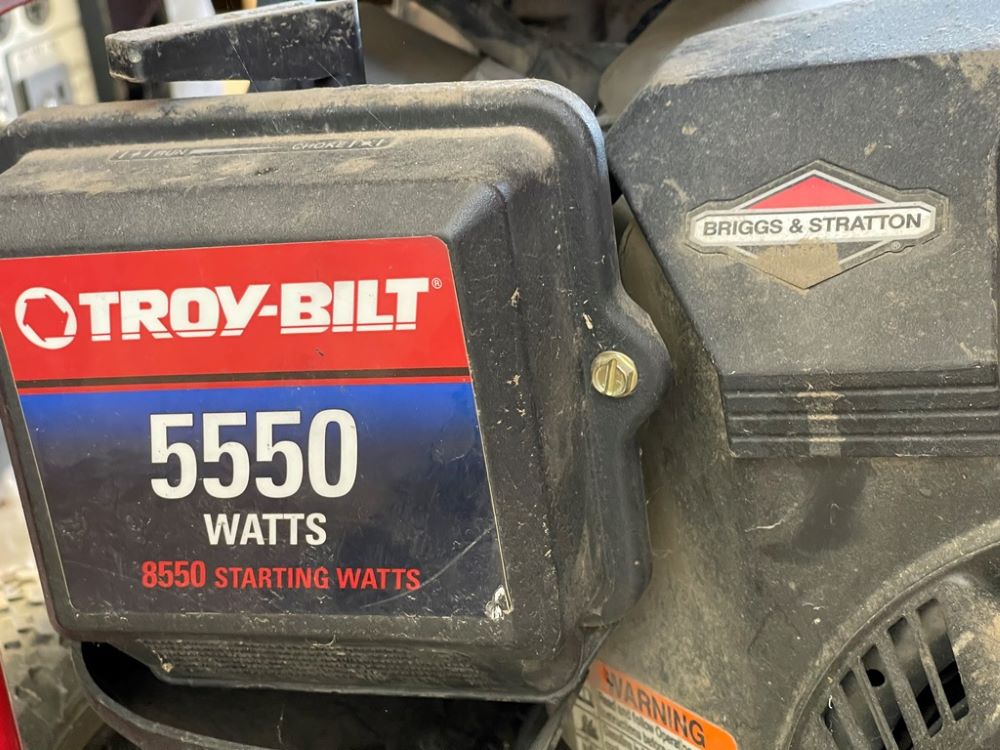 RUN CHOKE
TROY-BILT®
5550
WATTS
8550 STARTING WATTS
BRIGGS & STRATTON
WARNING